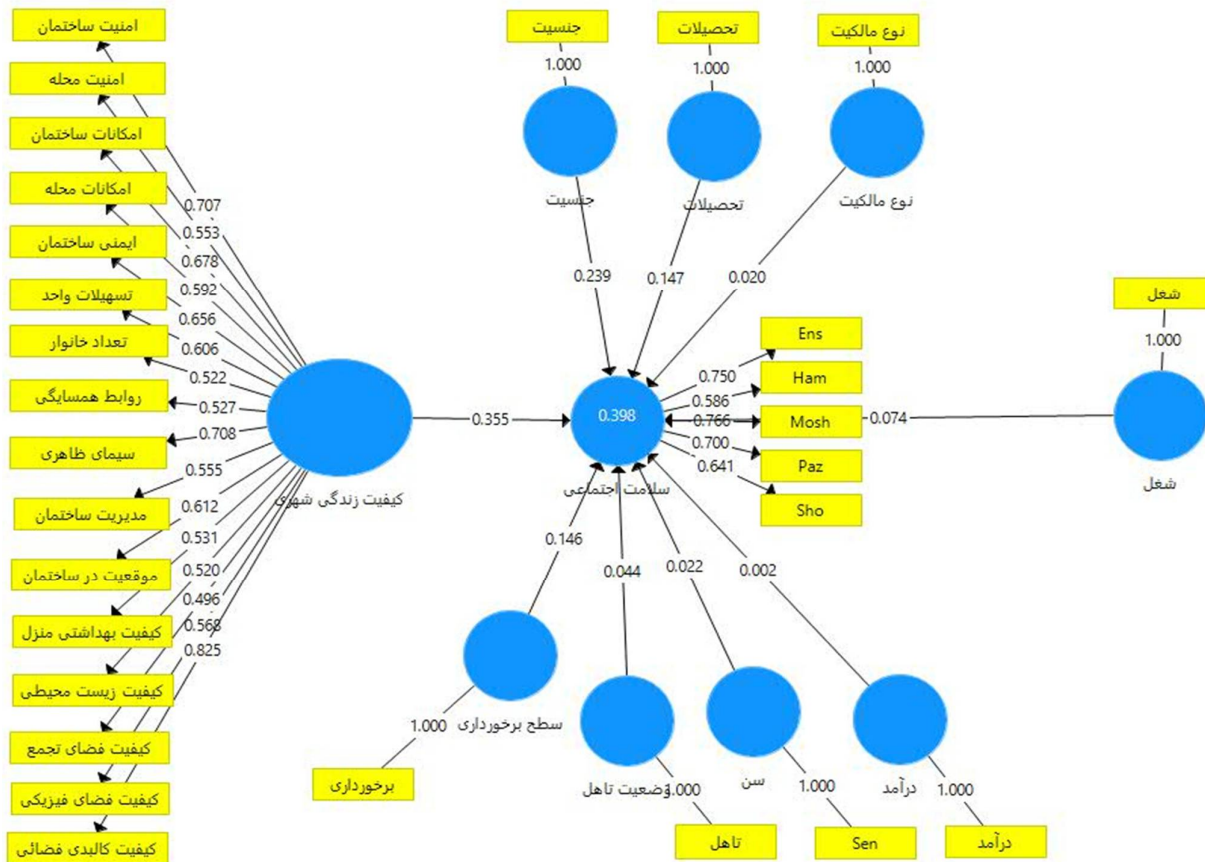 امنیت ساختمان
امنیت محله
امکانات ساختمان
امکانات محله
ایمنی ساختمان
تسهیلات واحد
تعداد خانوار
روابط همسایگی
سیمای ظاهری
مدیریت ساختمان
موقعیت در ساختمان
کیفیت بهداشتی منزل
کیفیت زیست محیطی
کیفیت فضای تجمع
کیفیت فضای فیزیکی
کیفیت کالبدی فضائی
0.707
0.553
0.678
0.592
0.656
0.606
0.522
0.527
0.708
0.555
0.612
0.531
0.520
0.496
0.568
0.825
کیفیت زندگی شهری
0.355
جنسیت
1.000
جنسیت
0.239
تحصیلات
1.000
تحصیلات
0.147
نوع مالکیت
1.000
نوع مالکیت
0.020
0.398
سلامت اجتماعی
0.750
0.586
0.766
0.700
0.641
Ens
Ham
Mosh
Paz
Sho
0.074
شغل
1.000
شغل
0.146
سطح برخورداری
1.000
برخورداری
0.044
وضعیت تاهل
1.000
تاهل
0.022
سن
1.000
Sen
0.002
درآمد
1.000
درآمد